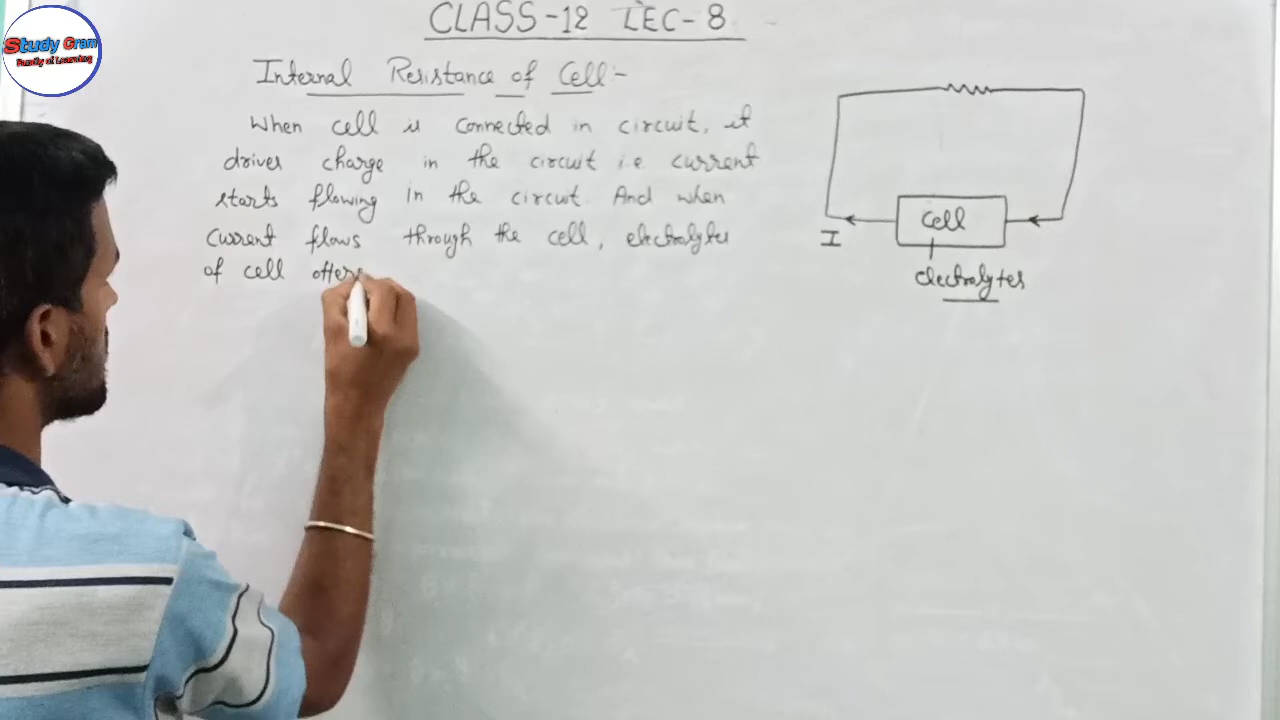 Study Gram
Family of Learning
CLASS-12 LEC-8
Internal Resistance of Cell:-
When cell is connected in circuit, it
drives charge in the circuit i.e. current
starts flowing in the circuit. And when
current flows through the cell, electrolytes
of cell offers
Cell
I
electrolytes